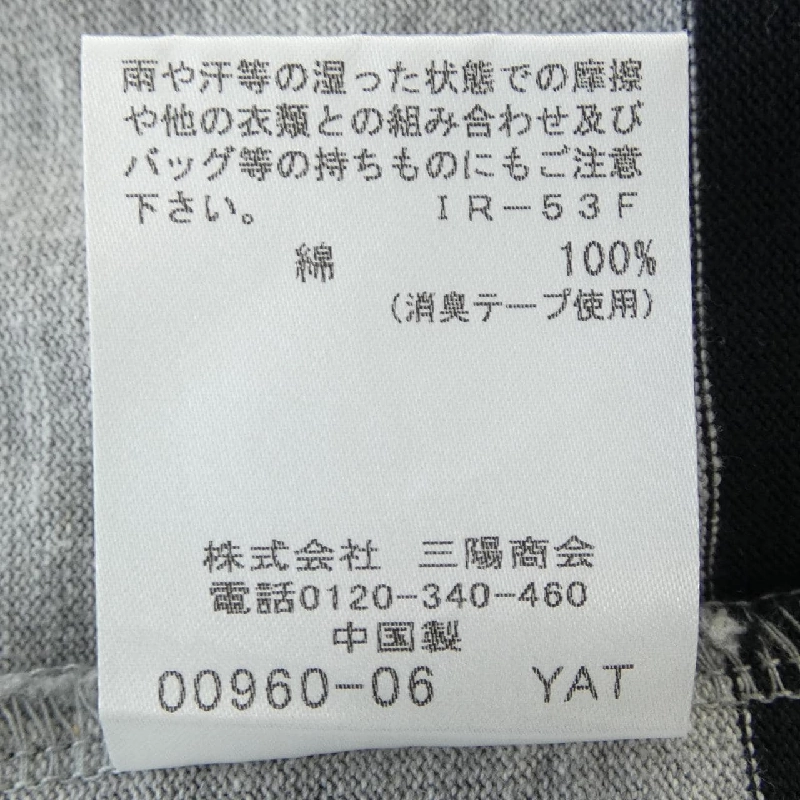 雨や汗等の湿った状態での摩擦
や他の衣類との組み合わせ及び
バッグ等の持ちものにもご注意
下さい。 IR-53F
綿 100%
(消臭テープ使用)
株式会社 三陽商会
電話0120-340-460
中国製
00960-06 YAT